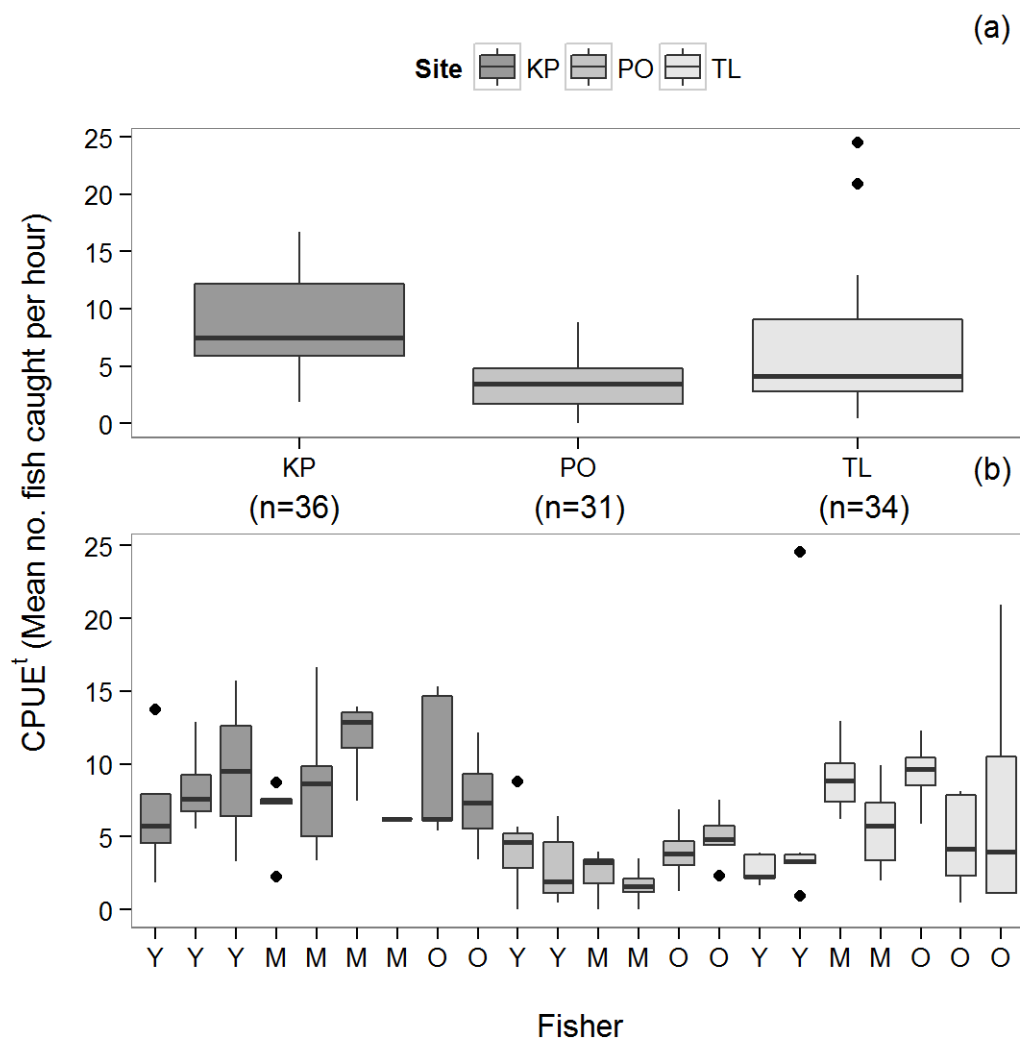 (a)
Site KP PO TL
25
20
15
10
5
0
KP PO TL
(b)
(n=36) (n=31) (n=34)
CPUEᵗ (Mean no. fish caught per hour)
25
20
15
10
5
0
Y Y Y M M M M O O Y Y M M O O Y Y M M O O O
Fisher